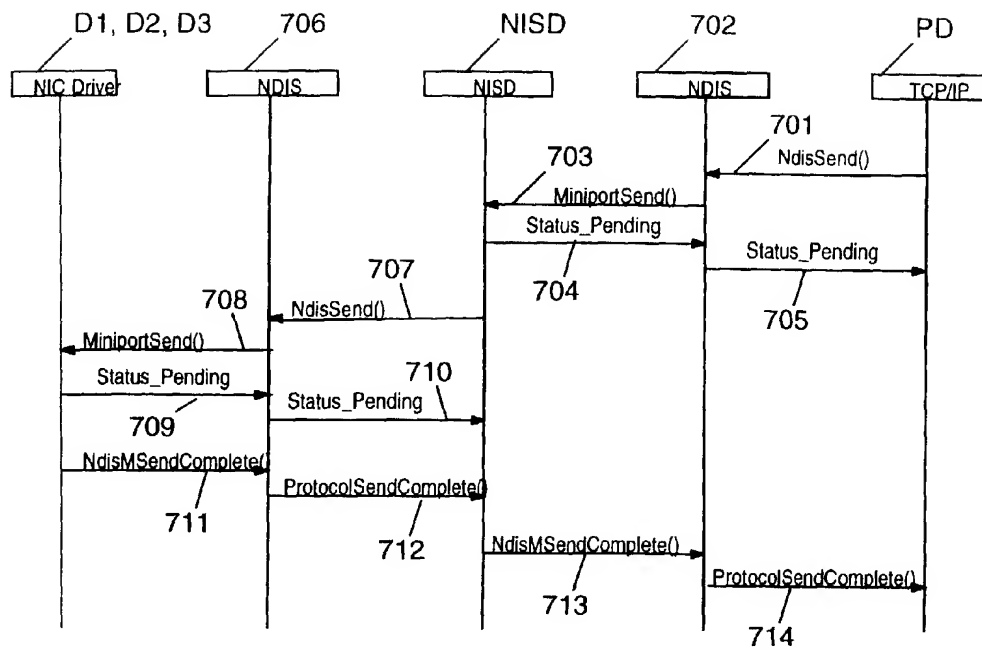 D1, D2, D3 706 NISD 702 PD
NIC Driver NDIS NISD NDIS TCP/IP
701
NdisSend()
703
MiniportSend()
Status_Pending
704
Status_Pending
705
707
NdisSend()
708
MiniportSend()
Status_Pending
709
710
Status_Pending
NdisMSendComplete()
711
ProtocolSendComplete()
712
NdisMSendComplete()
713
ProtocolSendComplete()
714